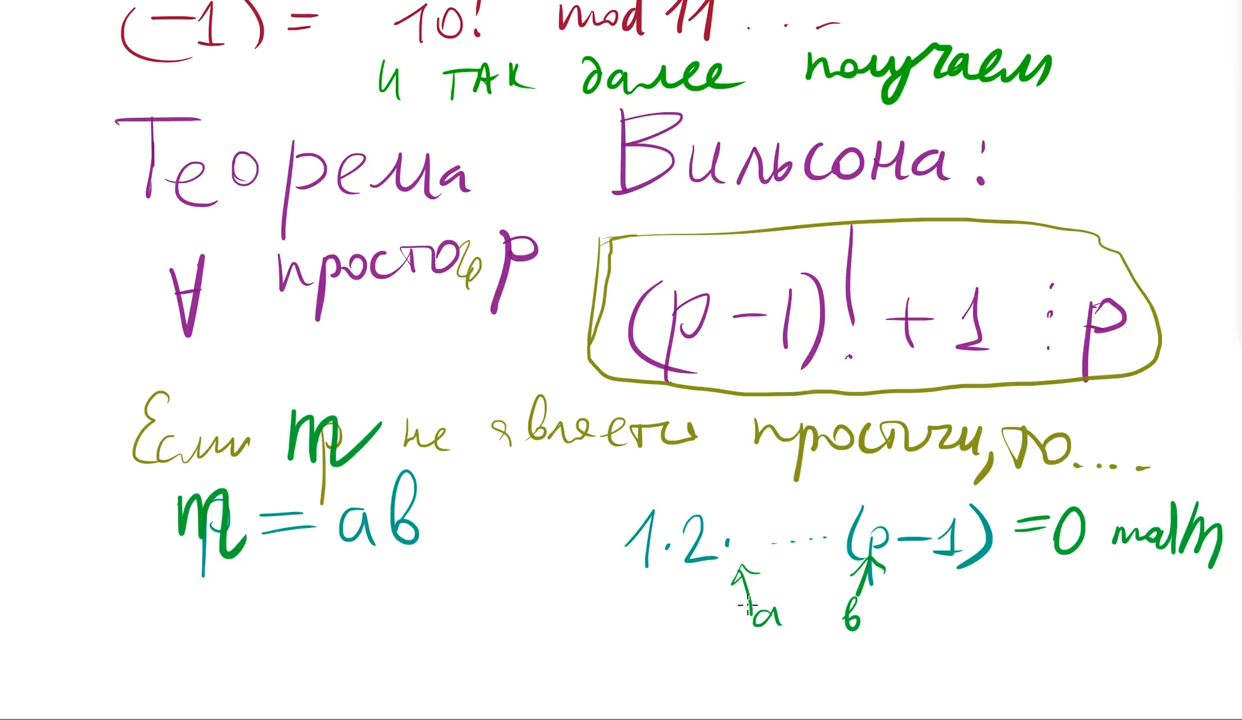 (-1) = 10! mod 11 ....
и так далее получаем
Теорема Вильсона:
∀ простого p (p-1)! + 1 ⋮ p
Если m не является простым, то....
m = ab 1·2· .... (p-1) = 0 mod m
a в